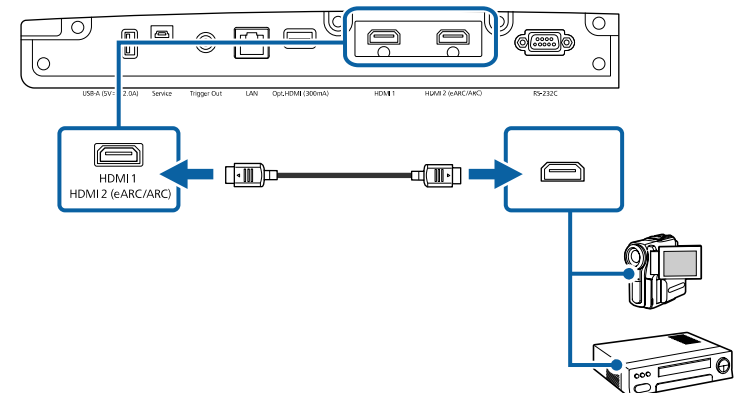 USB-A (5V⎓2.0A) Service Trigger Out LAN Opt.HDMI (300mA) HDMI 1 HDMI 2 (eARC/ARC) RS-232C
HDMI 1
HDMI 2 (eARC/ARC)